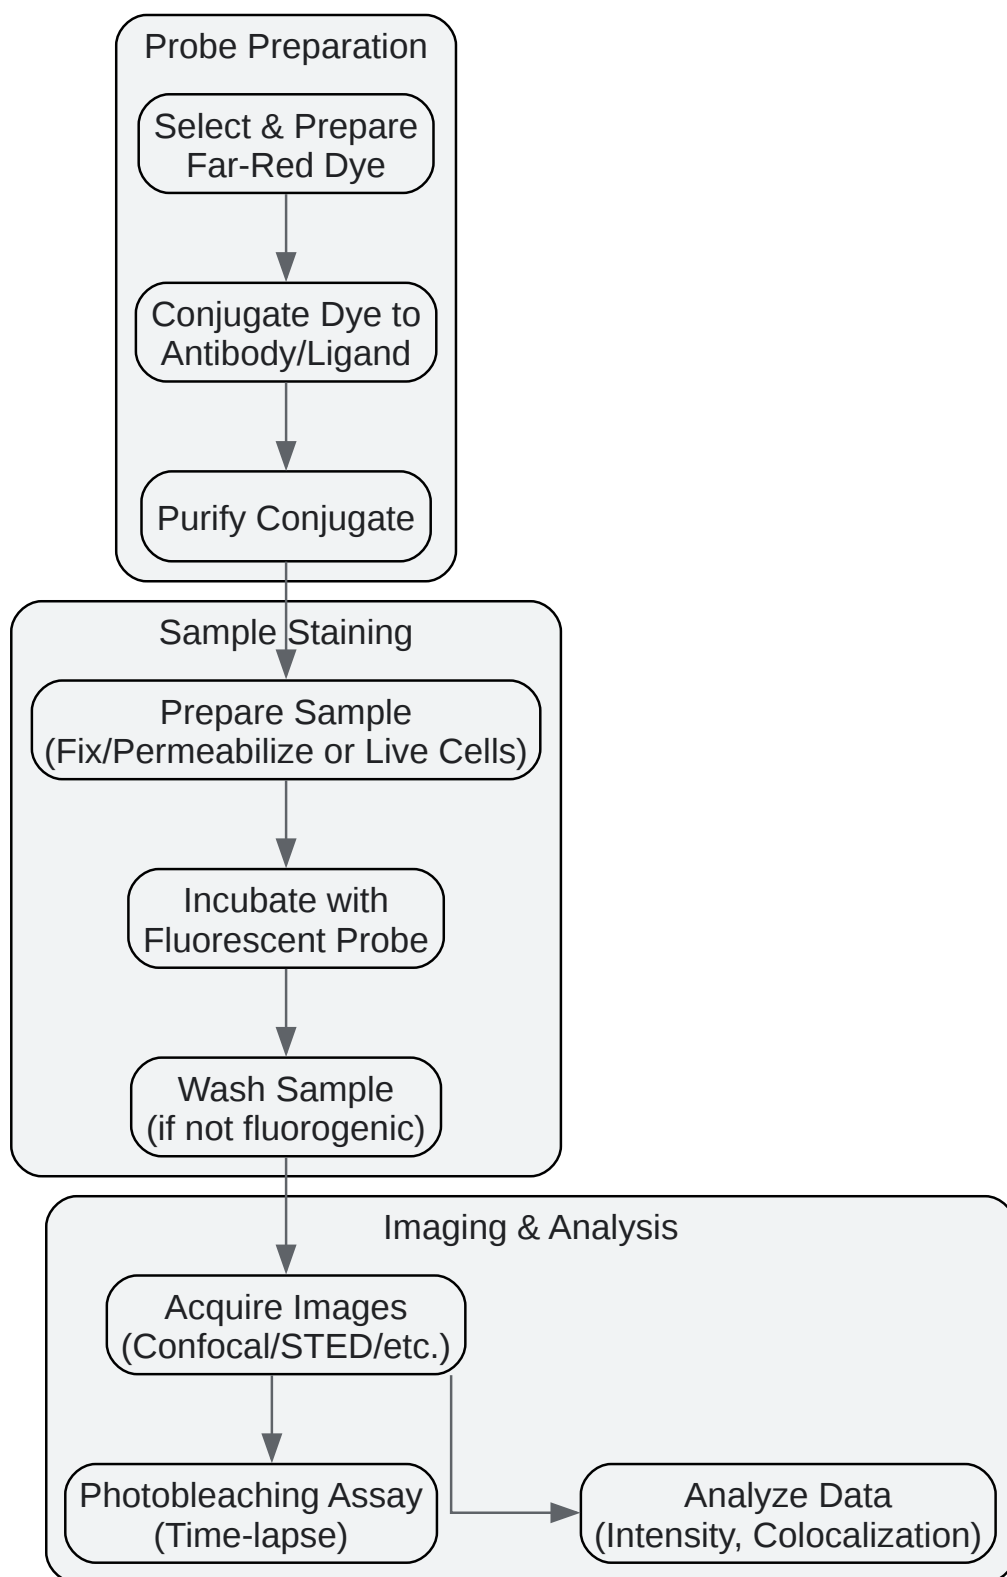 Probe Preparation
Select & Prepare
Far-Red Dye
Conjugate Dye to
Antibody/Ligand
Purify Conjugate
Sample Staining
Prepare Sample
(Fix/Permeabilize or Live Cells)
Incubate with
Fluorescent Probe
Wash Sample
(if not fluorogenic)
Imaging & Analysis
Acquire Images
(Confocal/STED/etc.)
Photobleaching Assay
(Time-lapse)
Analyze Data
(Intensity, Colocalization)